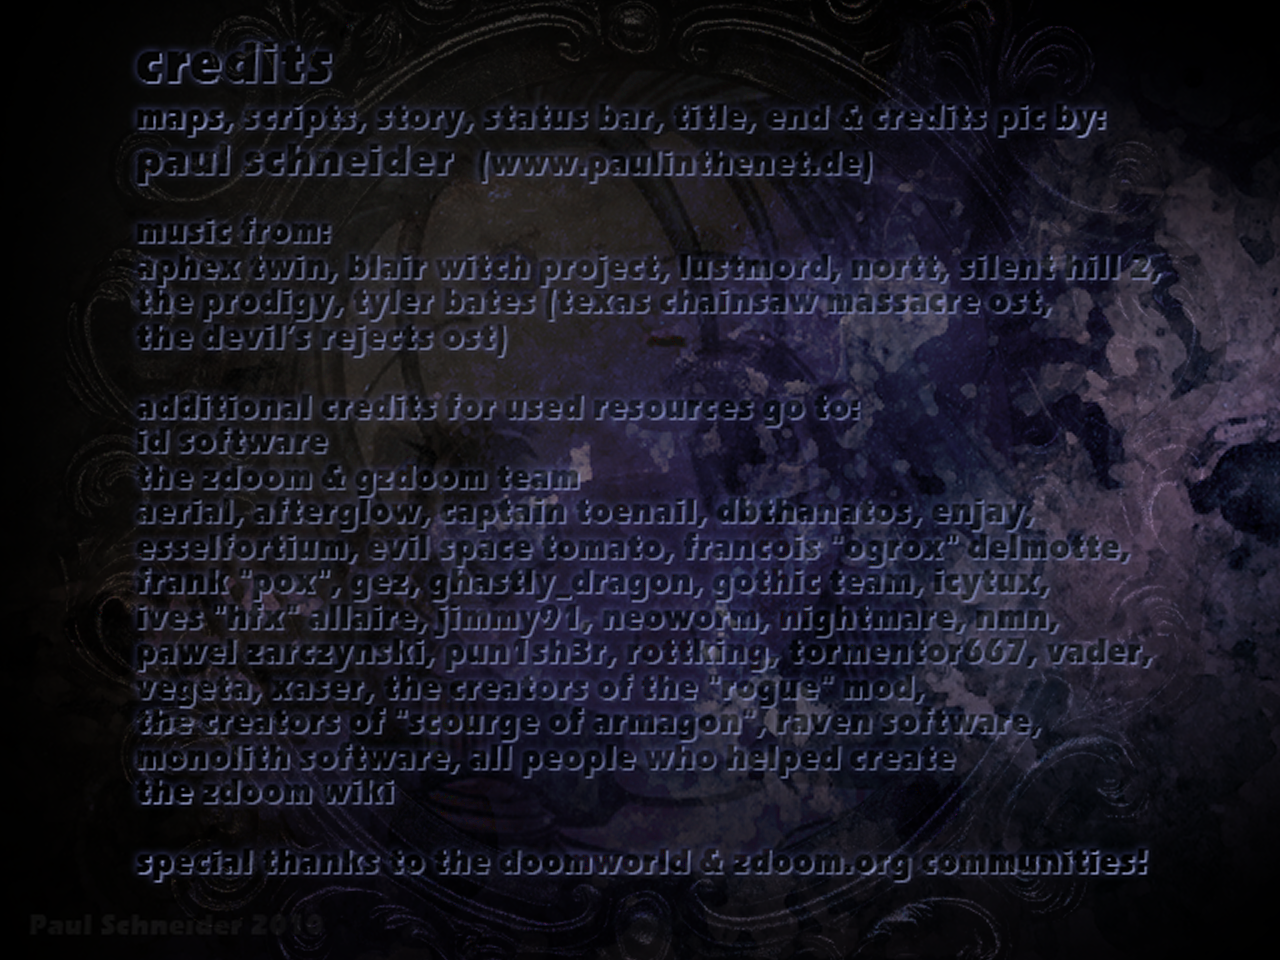 credits
maps, scripts, story, status bar, title, end & credits pic by:
paul schneider (www.paulinthenet.de)
music from:
aphex twin, blair witch project, lustmord, nortt, silent hill 2,
the prodigy, tyler bates (texas chainsaw massacre ost,
the devil's rejects ost)
additional credits for used resources go to:
id software
the zdoom & gzdoom team
aerial, afterglow, captain toenail, dbthanatos, enjay,
esselfortium, evil space tomato, francois "ogrox" delmotte,
frank "pox", gez, ghastly_dragon, gothic team, icytux,
ives "hfx" allaire, jimmy91, neoworm, nightmare, nmn,
pawel zarczynski, pun1sh3r, rottking, tormentor667, vader,
vegeta, xaser, the creators of the "rogue" mod,
the creators of "scourge of armagon", raven software,
monolith software, all people who helped create
the zdoom wiki
special thanks to the doomworld & zdoom.org communities!
Paul Schneider